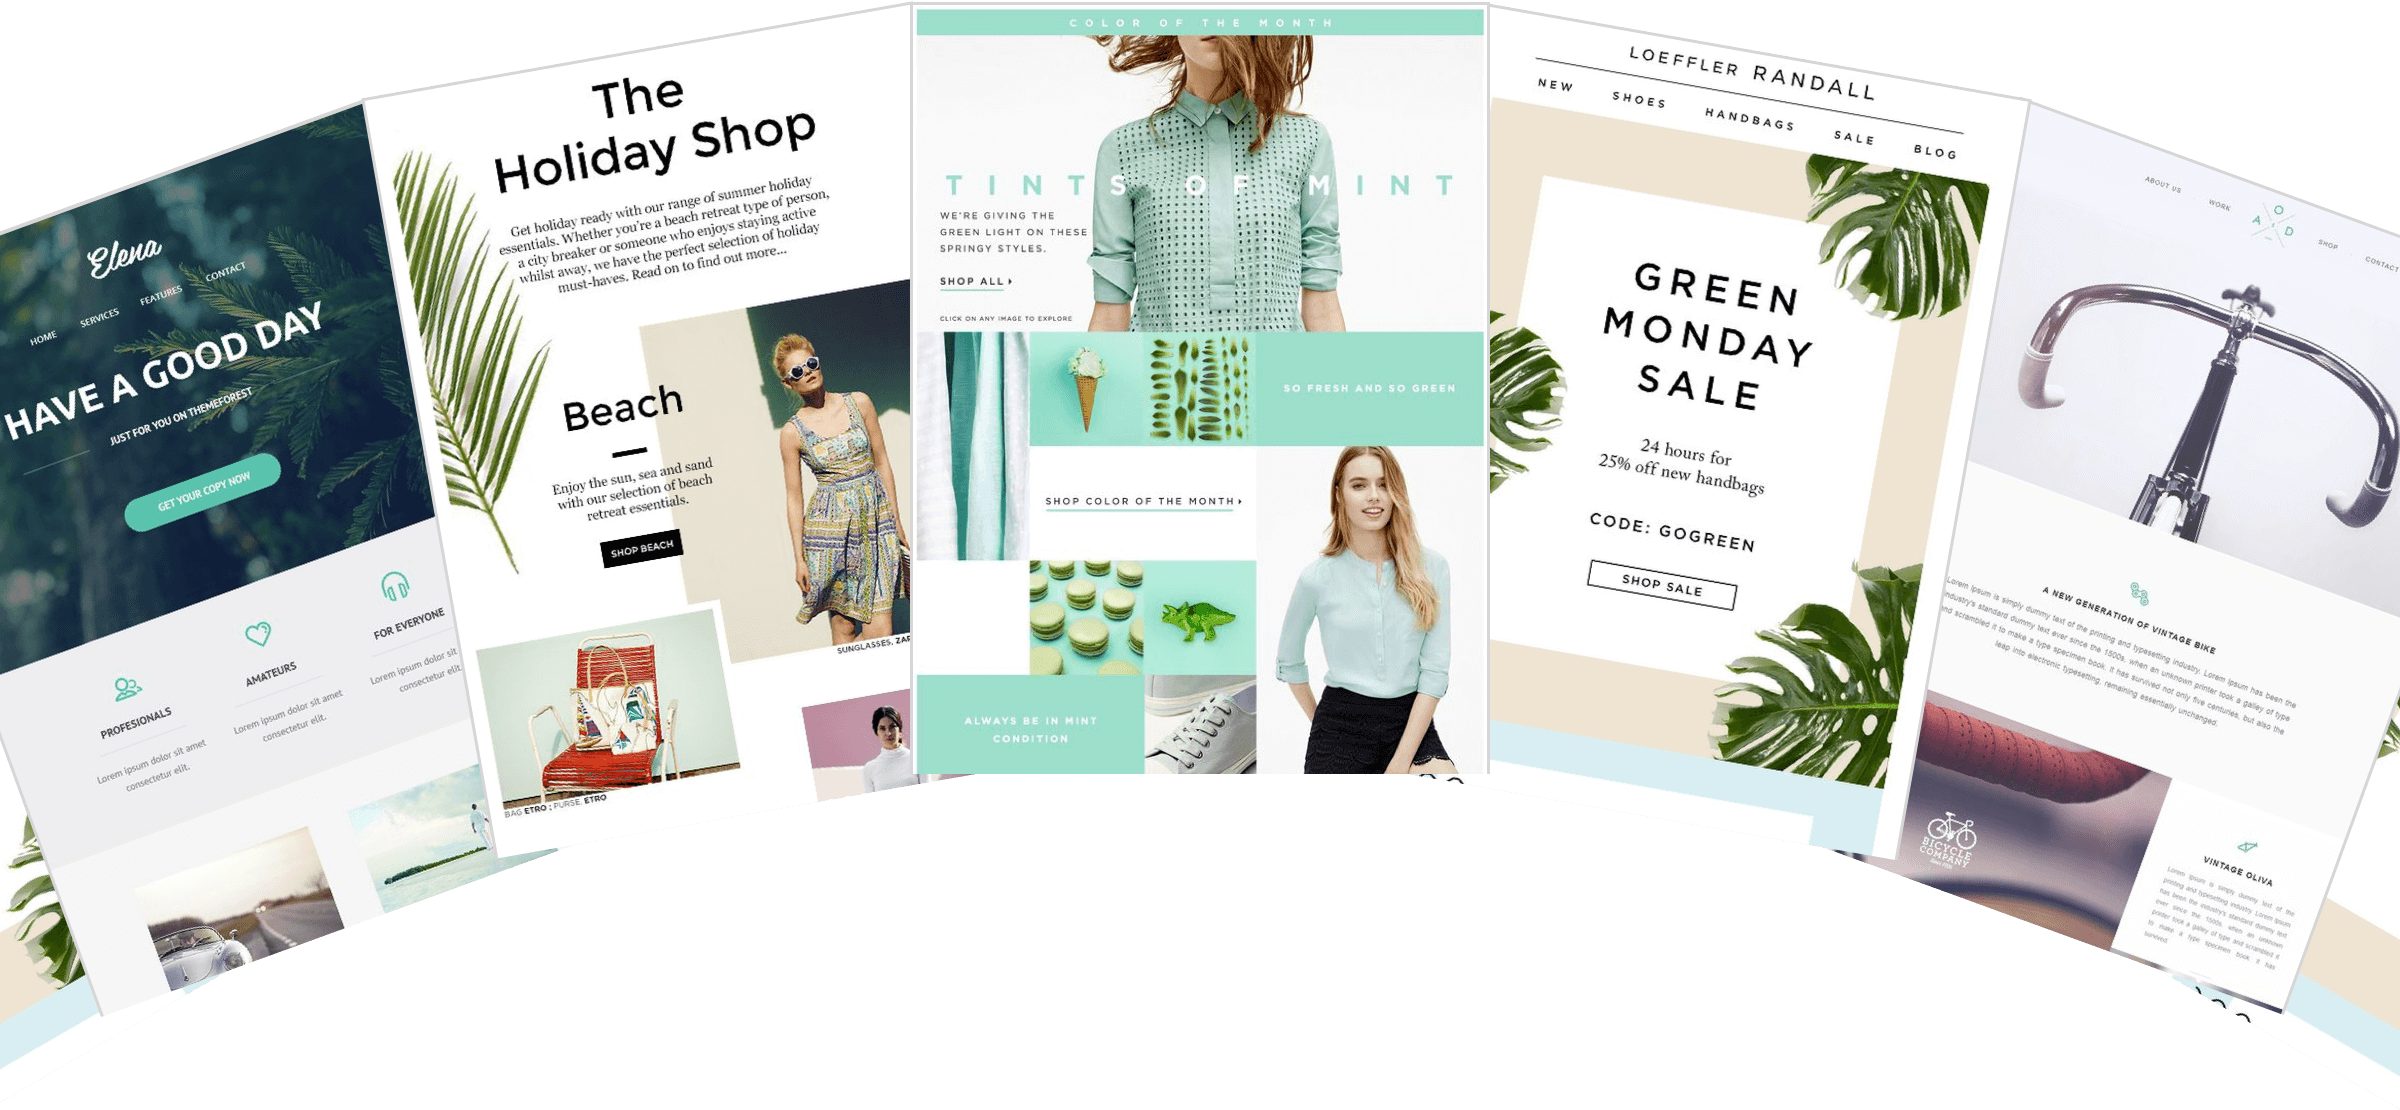 Elena
HOME
SERVICES
FEATURES
CONTACT
HAVE A GOOD DAY
JUST FOR YOU ON THEMEFOREST
GET YOUR COPY NOW
PROFESIONALS
Lorem ipsum dolor sit amet
consectetur elit.
AMATEURS
Lorem ipsum dolor sit amet
consectetur elit.
FOR EVERYONE
Lorem ipsum dolor sit
consectetur elit.
The
Holiday Shop
Get holiday ready with our range of summer holiday
essentials. Whether you're a beach retreat type of person,
a city breaker or someone who enjoys staying active
whilst away, we have the perfect selection of holiday
must-haves. Read on to find out more...
Beach
Enjoy the sun, sea and sand
with our selection of beach
retreat essentials.
SHOP BEACH
SUNGLASSES,
BAG ETRO ; PURSE, ETRO
COLOR OF THE MONTH
TINTS OF MINT
WE'RE GIVING THE
GREEN LIGHT ON THESE
SPRINGY STYLES.
SHOP ALL
CLICK ON ANY IMAGE TO EXPLORE
SO FRESH AND SO GREEN
SHOP COLOR OF THE MONTH
ALWAYS BE IN MINT
CONDITION
LOEFFLER RANDALL
NEW
SHOES
HANDBAGS
SALE
BLOG
GREEN
MONDAY
SALE
24 hours for
25% off new handbags
CODE: GOGREEN
SHOP SALE
ABOUT US
WORK
A O D
SHOP
CONTACT
A NEW GENERATION OF VINTAGE BIKE
Lorem Ipsum is simply dummy text of the printing and typesetting industry. Lorem Ipsum has been the
industry's standard dummy text ever since the 1500s, when an unknown printer took a galley of type
and scrambled it to make a type specimen book. It has survived not only five centuries, but also the
leap into electronic typesetting, remaining essentially unchanged.
BICYCLE
COMPANY
VINTAGE OLIVA
Lorem Ipsum is simply dummy text of the
printing and typesetting industry. Lorem Ipsum
has been the industry's standard dummy text
ever since the 1500s, when an unknown
printer took a galley of type and scrambled it
to make a type specimen book. It has
survived